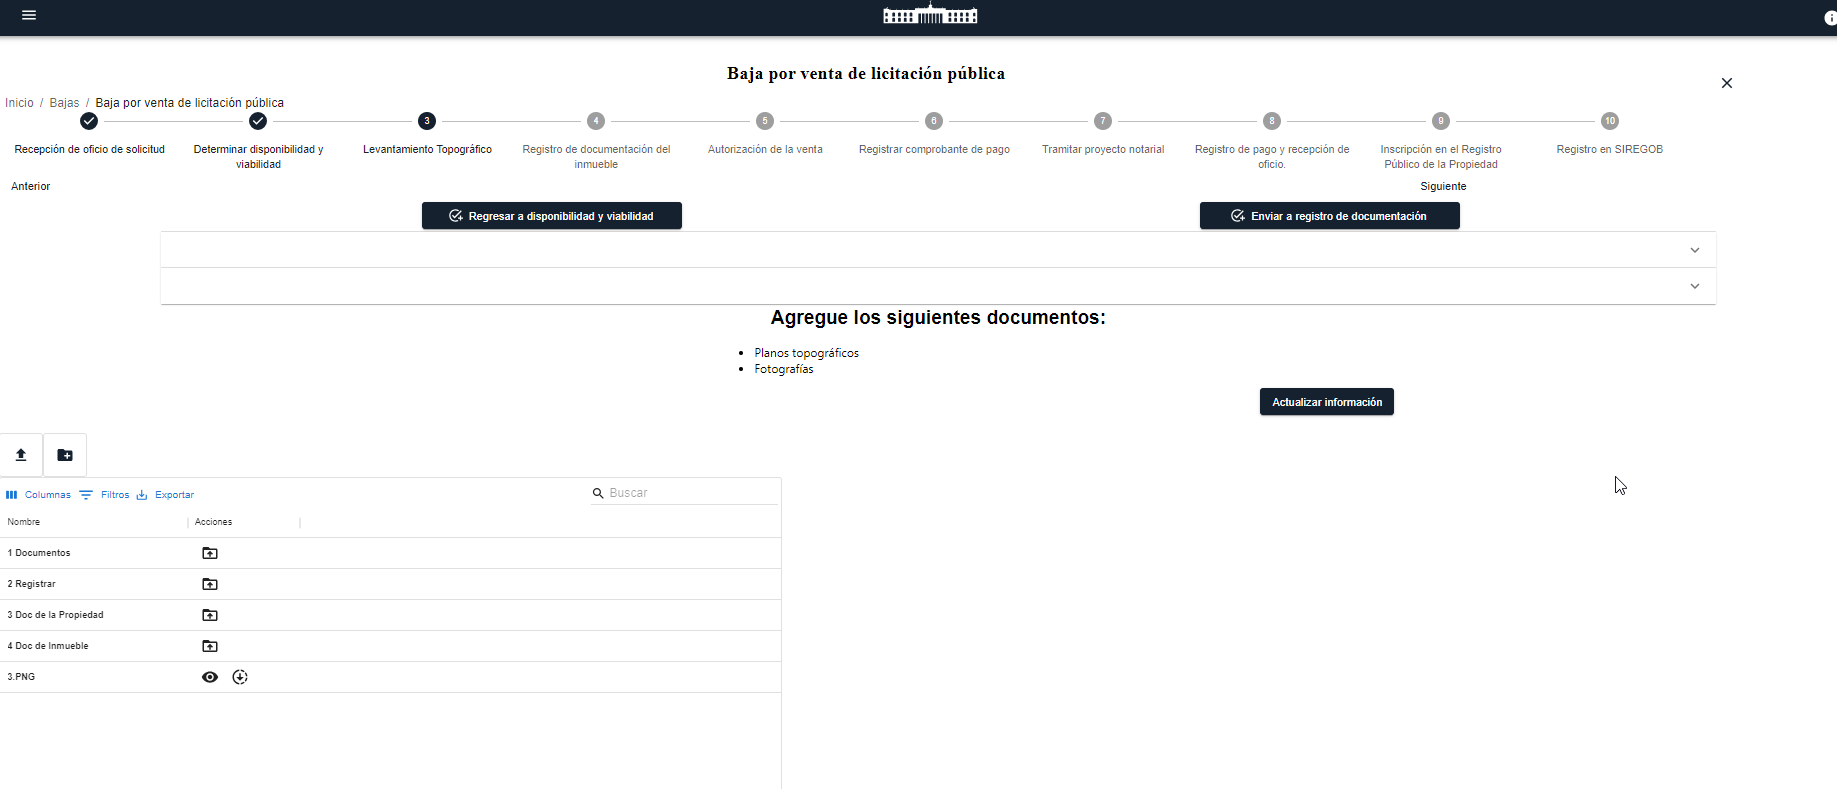 Baja por venta de licitación pública
Inicio / Bajas / Baja por venta de licitación pública
3 4 5 6 7 8 9 10
Recepción de oficio de solicitud
Determinar disponibilidad y
viabilidad
Levantamiento Topográfico
Registro de documentación del
inmueble
Autorización de la venta
Registrar comprobante de pago
Tramitar proyecto notarial
Registro de pago y recepción de
oficio.
Inscripción en el Registro
Público de la Propiedad
Registro en SIREGOB
Anterior
Siguiente
Regresar a disponibilidad y viabilidad
Enviar a registro de documentación
Agregue los siguientes documentos:
• Planos topográficos
• Fotografías
Actualizar información
Columnas Filtros Exportar
Buscar
Nombre Acciones
1 Documentos
2 Registrar
3 Doc de la Propiedad
4 Doc de Inmueble
3.PNG